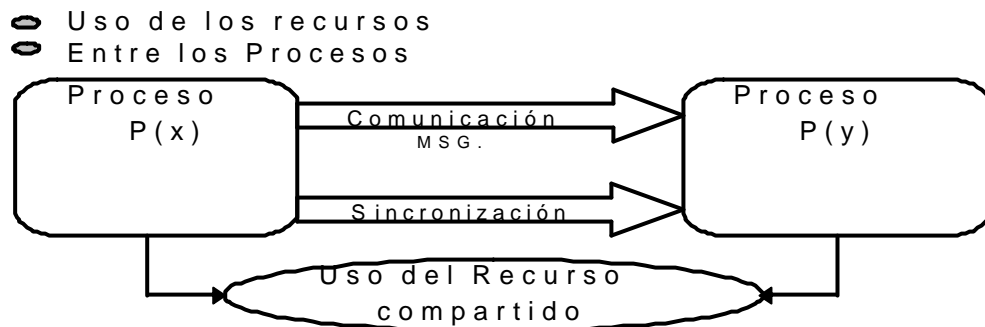 Uso de los recursos
Entre los Procesos
Proceso
P(x)
Comunicación
MSG.
Sincronización
Proceso
P(y)
Uso del Recurso
compartido